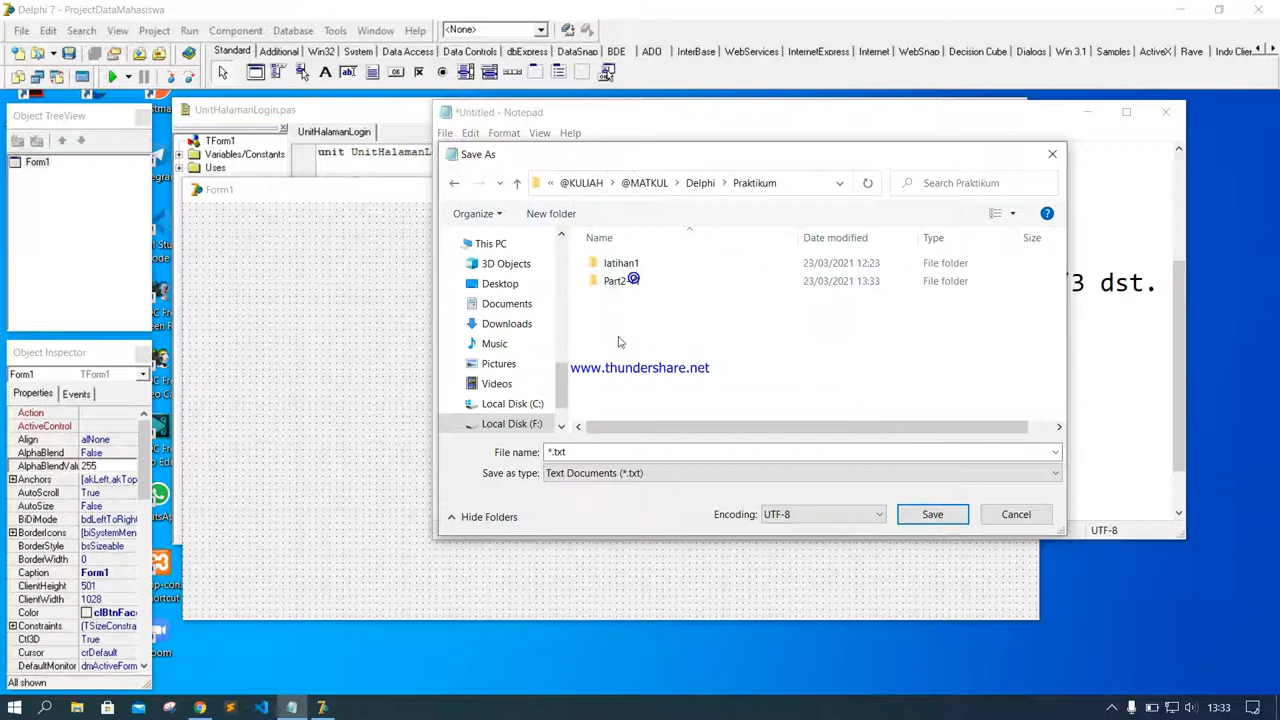 Delphi 7 - ProjectDataMahasiswa
File Edit Search View Project Run Component Database Tools Window Help
<None>
Standard Additional Win32 System Data Access Data Controls dbExpress DataSnap BDE ADO InterBase WebServices InternetExpress Internet WebSnap Decision Cube Dialogs Win 3.1 Samples ActiveX Rave Indy Clie
Object TreeView
Form1
UnitHalamanLogin.pas
UnitHalamanLogin
TForm1
Variables/Constants
Uses
unit UnitHalamanL
Form1
*Untitled - Notepad
File Edit Format View Help
/3 dst.
UTF-8
Save As
« @KULIAH > @MATKUL > Delphi > Praktikum
Search Praktikum
Organize
New folder
Name Date modified Type Size
latihan1 23/03/2021 12:23 File folder
Part2 23/03/2021 13:33 File folder
This PC
3D Objects
Desktop
Documents
Downloads
Music
Pictures
Videos
Local Disk (C:)
Local Disk (F:)
www.thundershare.net
File name: *.txt
Save as type: Text Documents (*.txt)
Hide Folders
Encoding: UTF-8
Save
Cancel
Object Inspector
Form1 TForm1
Properties Events
Action
ActiveControl
Align alNone
AlphaBlend False
AlphaBlendValu 255
Anchors [akLeft,akTop
AutoScroll True
AutoSize False
BiDiMode bdLeftToRigh
BorderIcons [biSystemMen
BorderStyle bsSizeable
BorderWidth 0
Caption Form1
ClientHeight 501
ClientWidth 1028
Color clBtnFac
Constraints (TSizeConstra
Ctl3D True
Cursor crDefault
DefaultMonitor dmActiveForm
All shown
13:33